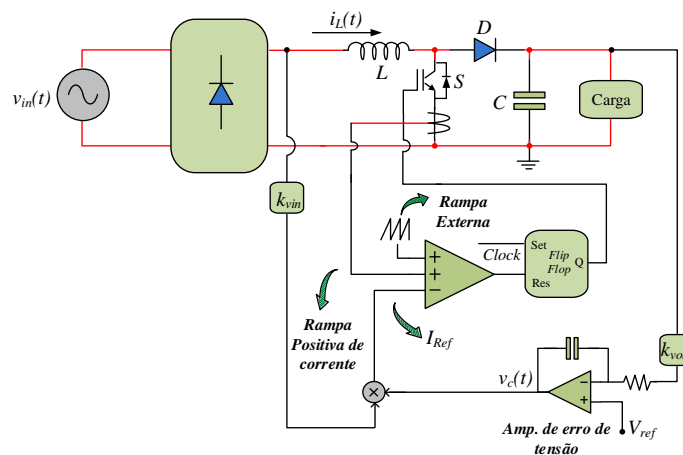 i_L(t)
D
L
S
v_in(t)
C
Carga
k_vin
Rampa
Externa
Clock
Set
Flip
Flop
Q
Res
Rampa
Positiva de
corrente
I_Ref
v_c(t)
Amp. de erro de
tensão
V_ref